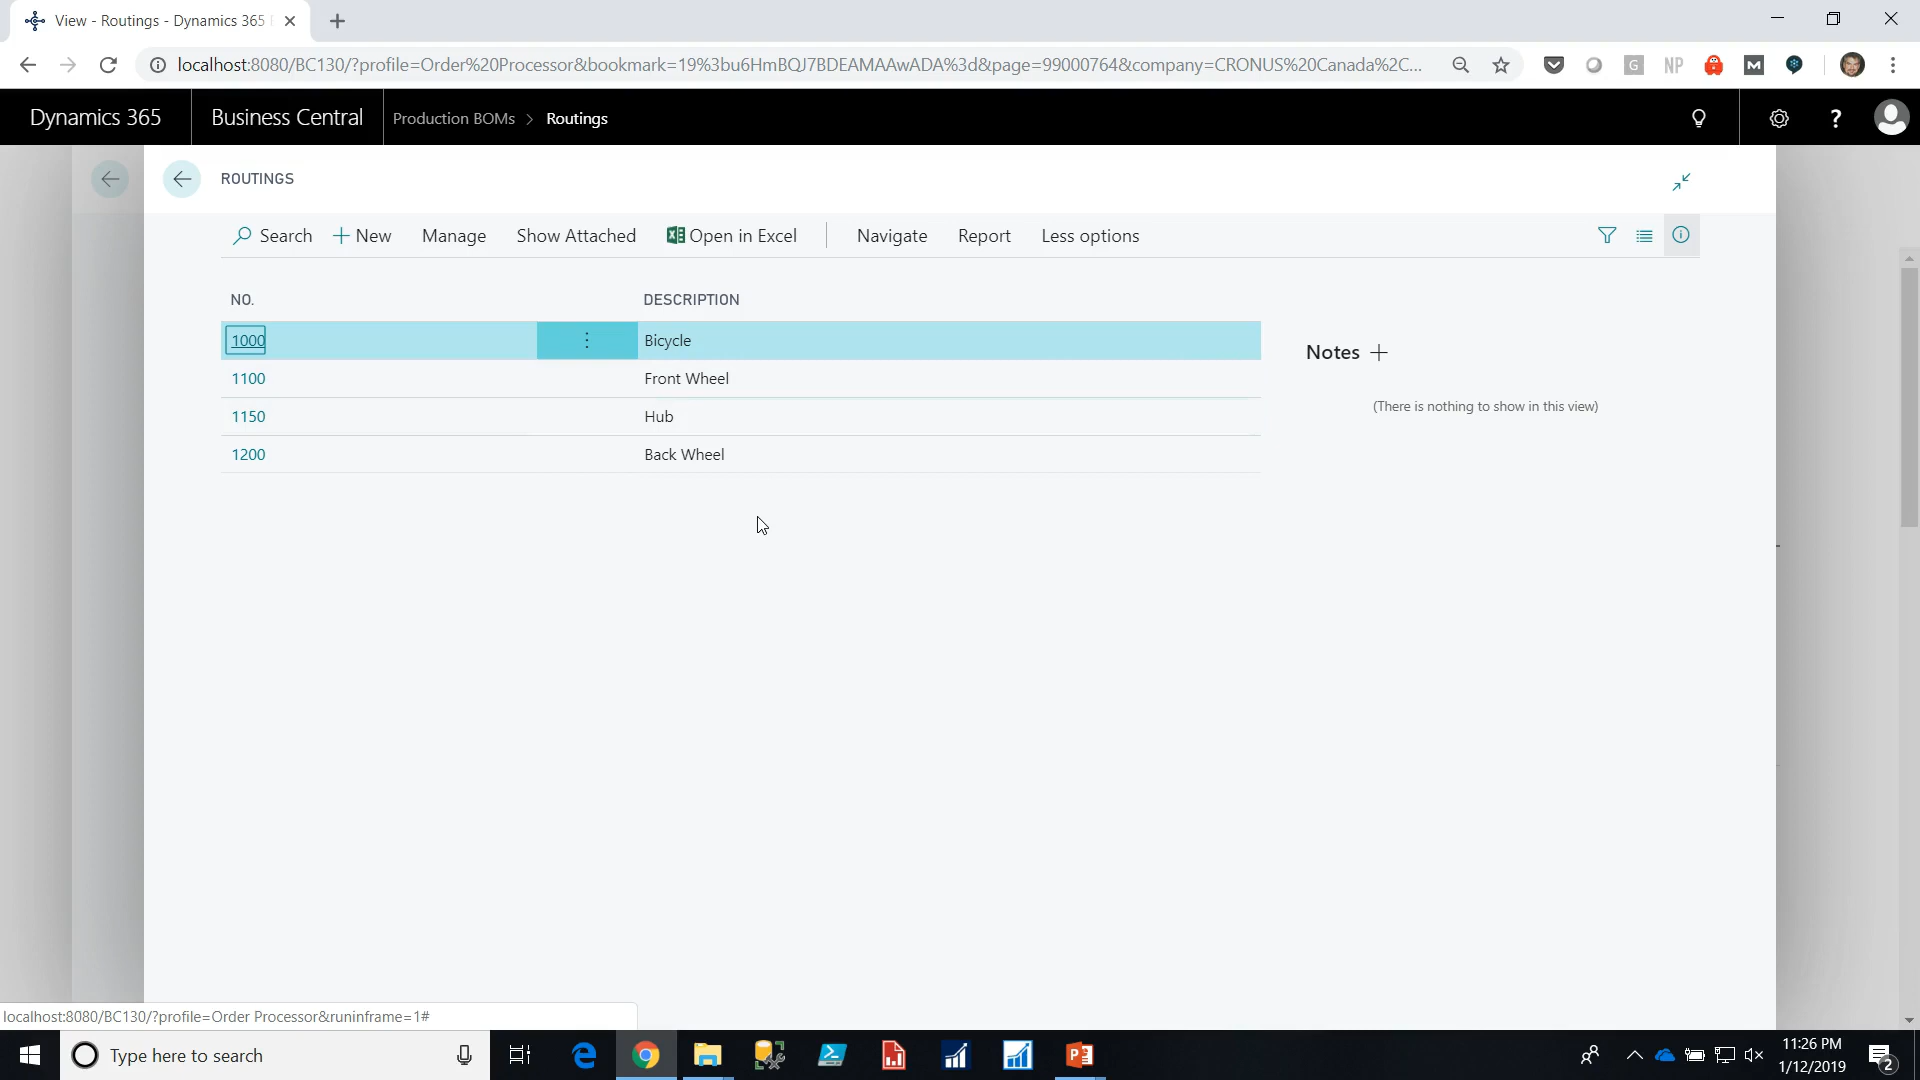 View - Routings - Dynamics 365
localhost:8080/BC130/?profile=Order%20Processor&bookmark=19%3bu6HmBQJ7BDEAMAAwADA%3d&page=99000764&company=CRONUS%20Canada%2C...
G
NP
M
Dynamics 365
Business Central
Production BOMs > Routings
?
ROUTINGS
Search
New
Manage
Show Attached
Open in Excel
Navigate
Report
Less options
NO.
DESCRIPTION
1000 Bicycle
1100 Front Wheel
1150 Hub
1200 Back Wheel
Notes
(There is nothing to show in this view)
localhost:8080/BC130/?profile=Order Processor&runinframe=1#
Type here to search
11:26 PM
1/12/2019
2